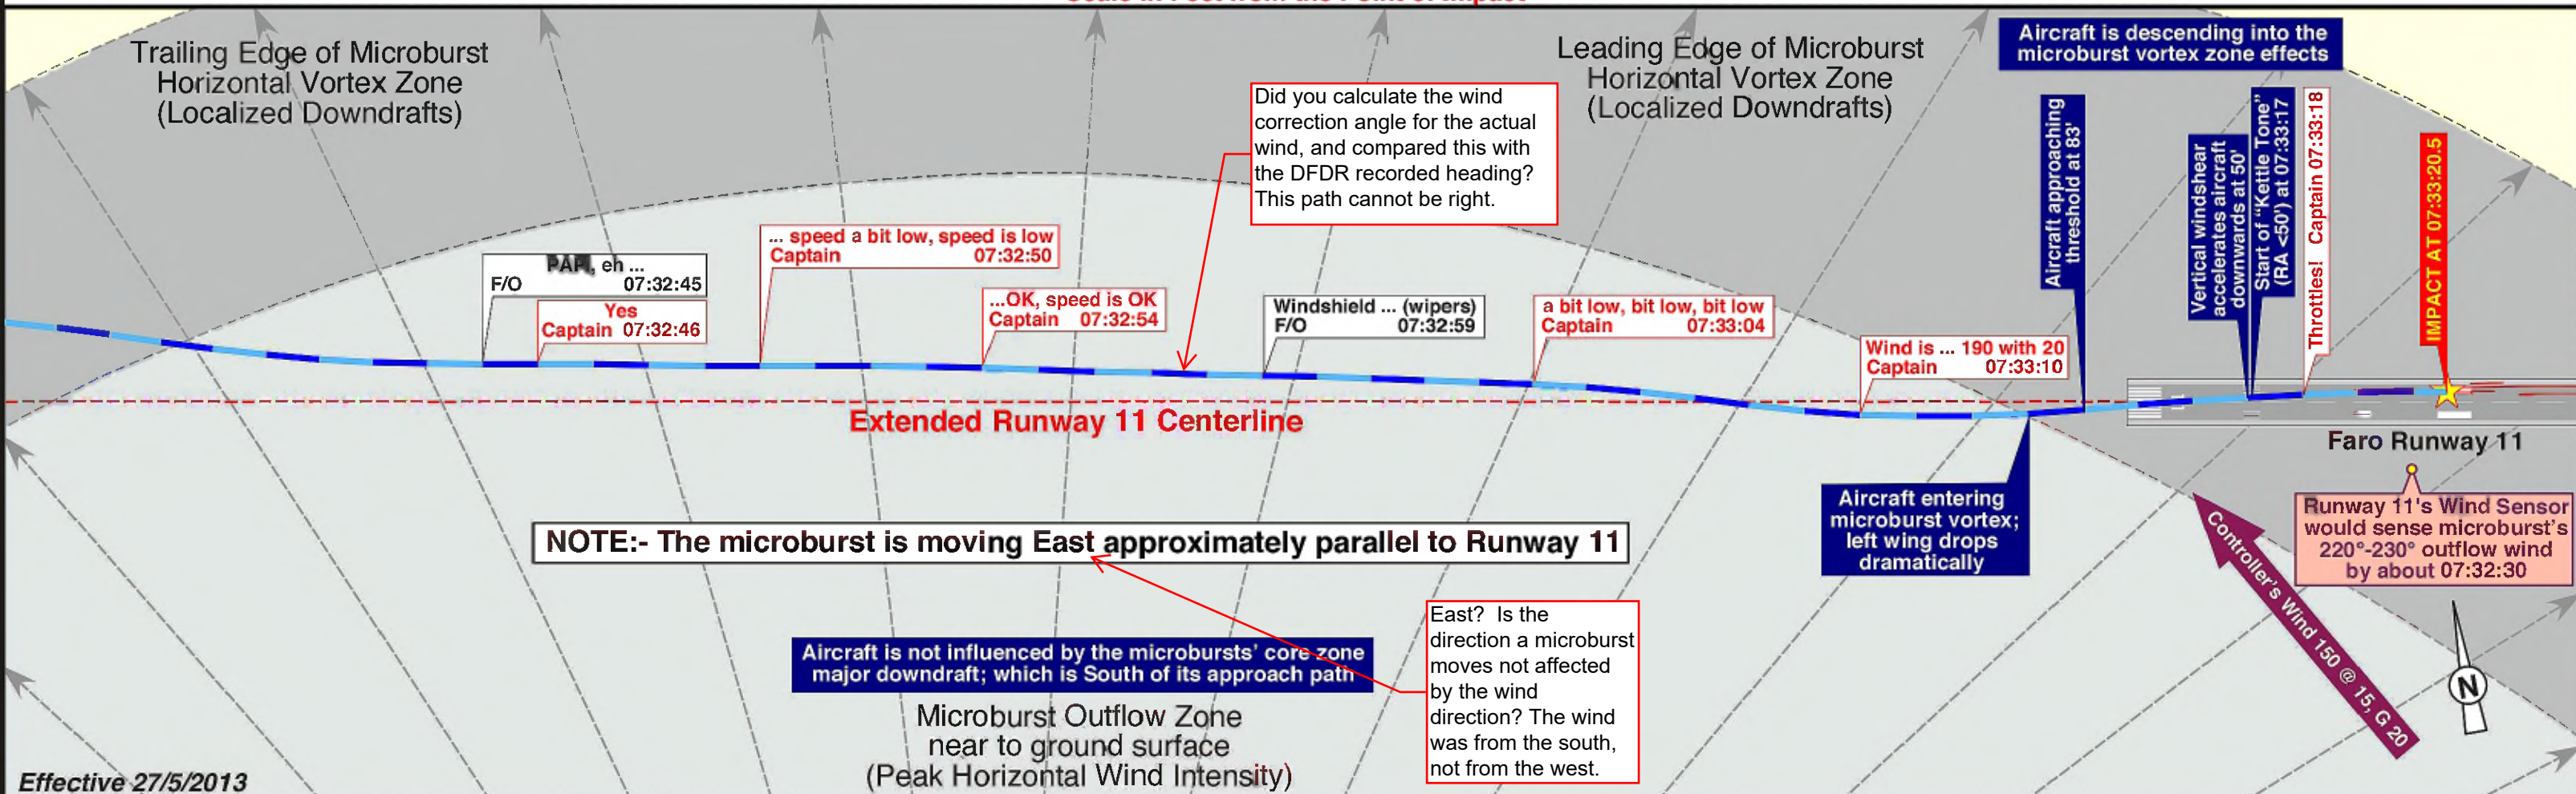 Scale in Feet from the Point of Impact
Trailing Edge of Microburst
Horizontal Vortex Zone
(Localized Downdrafts)
Leading Edge of Microburst
Horizontal Vortex Zone
(Localized Downdrafts)
Aircraft is descending into the
microburst vortex zone effects
Did you calculate the wind
correction angle for the actual
wind, and compared this with
the DFDR recorded heading?
This path cannot be right.
PAPI, eh ...
F/O 07:32:45
Yes
Captain 07:32:46
... speed a bit low, speed is low
Captain 07:32:50
...OK, speed is OK
Captain 07:32:54
Windshield ... (wipers)
F/O 07:32:59
a bit low, bit low, bit low
Captain 07:33:04
Wind is ... 190 with 20
Captain 07:33:10
Aircraft approaching
threshold at 83'
Vertical windshear
accelerates aircraft
downwards at 50'
Start of "Kettle Tone"
(RA <50') at 07:33:17
Throttles! Captain 07:33:18
IMPACT AT 07:33:20.5
Extended Runway 11 Centerline
Faro Runway 11
Aircraft entering
microburst vortex;
left wing drops
dramatically
Runway 11's Wind Sensor
would sense microburst's
220°-230° outflow wind
by about 07:32:30
Controller's Wind 150 @ 15, G 20
N
NOTE:- The microburst is moving East approximately parallel to Runway 11
East? Is the
direction a microburst
moves not affected
by the wind
direction? The wind
was from the south,
not from the west.
Aircraft is not influenced by the microbursts' core zone
major downdraft; which is South of its approach path
Microburst Outflow Zone
near to ground surface
(Peak Horizontal Wind Intensity)
Effective 27/5/2013